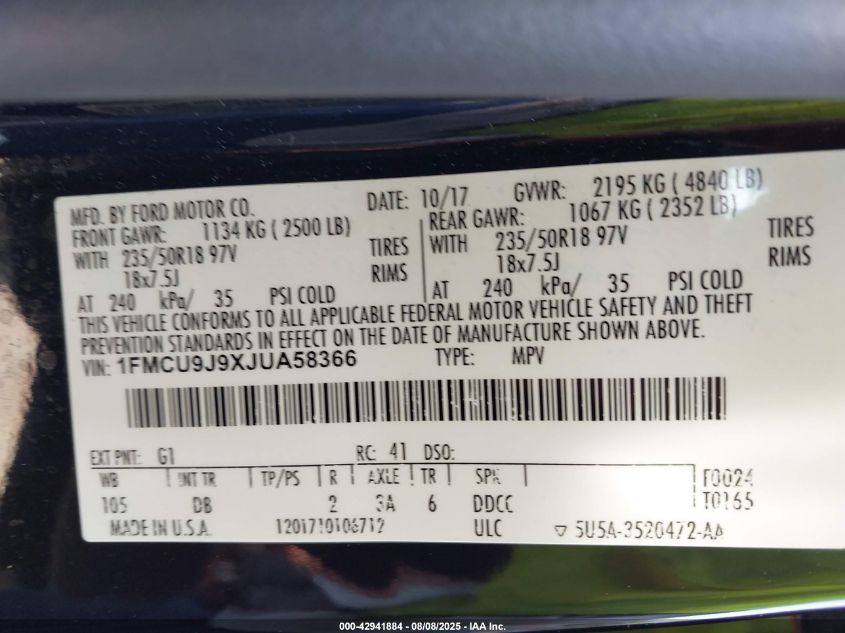 MFD. BY FORD MOTOR CO. DATE: 10/17 GVWR: 2195 KG ( 4840 LB)
FRONT GAWR: 1134 KG ( 2500 LB) REAR GAWR: 1067 KG ( 2352 LB)
WITH 235/50R18 97V TIRES WITH 235/50R18 97V TIRES
18x7.5J RIMS 18x7.5J RIMS
AT 240 kPa/ 35 PSI COLD AT 240 kPa/ 35 PSI COLD
THIS VEHICLE CONFORMS TO ALL APPLICABLE FEDERAL MOTOR VEHICLE SAFETY AND THEFT
PREVENTION STANDARDS IN EFFECT ON THE DATE OF MANUFACTURE SHOWN ABOVE.
VIN: 1FMCU9J9XJUA58366 TYPE: MPV
EXT PNT: G1 RC: 41 DSO:
WB INT TR TP/PS R AXLE TR SPR F0024
105 DB 2 3A 6 DDCC T0165
MADE IN U.S.A. 1201710106712 ULC ▽ 5U5A-3520472-AA
000-42941884 - 08/08/2025 - IAA Inc.